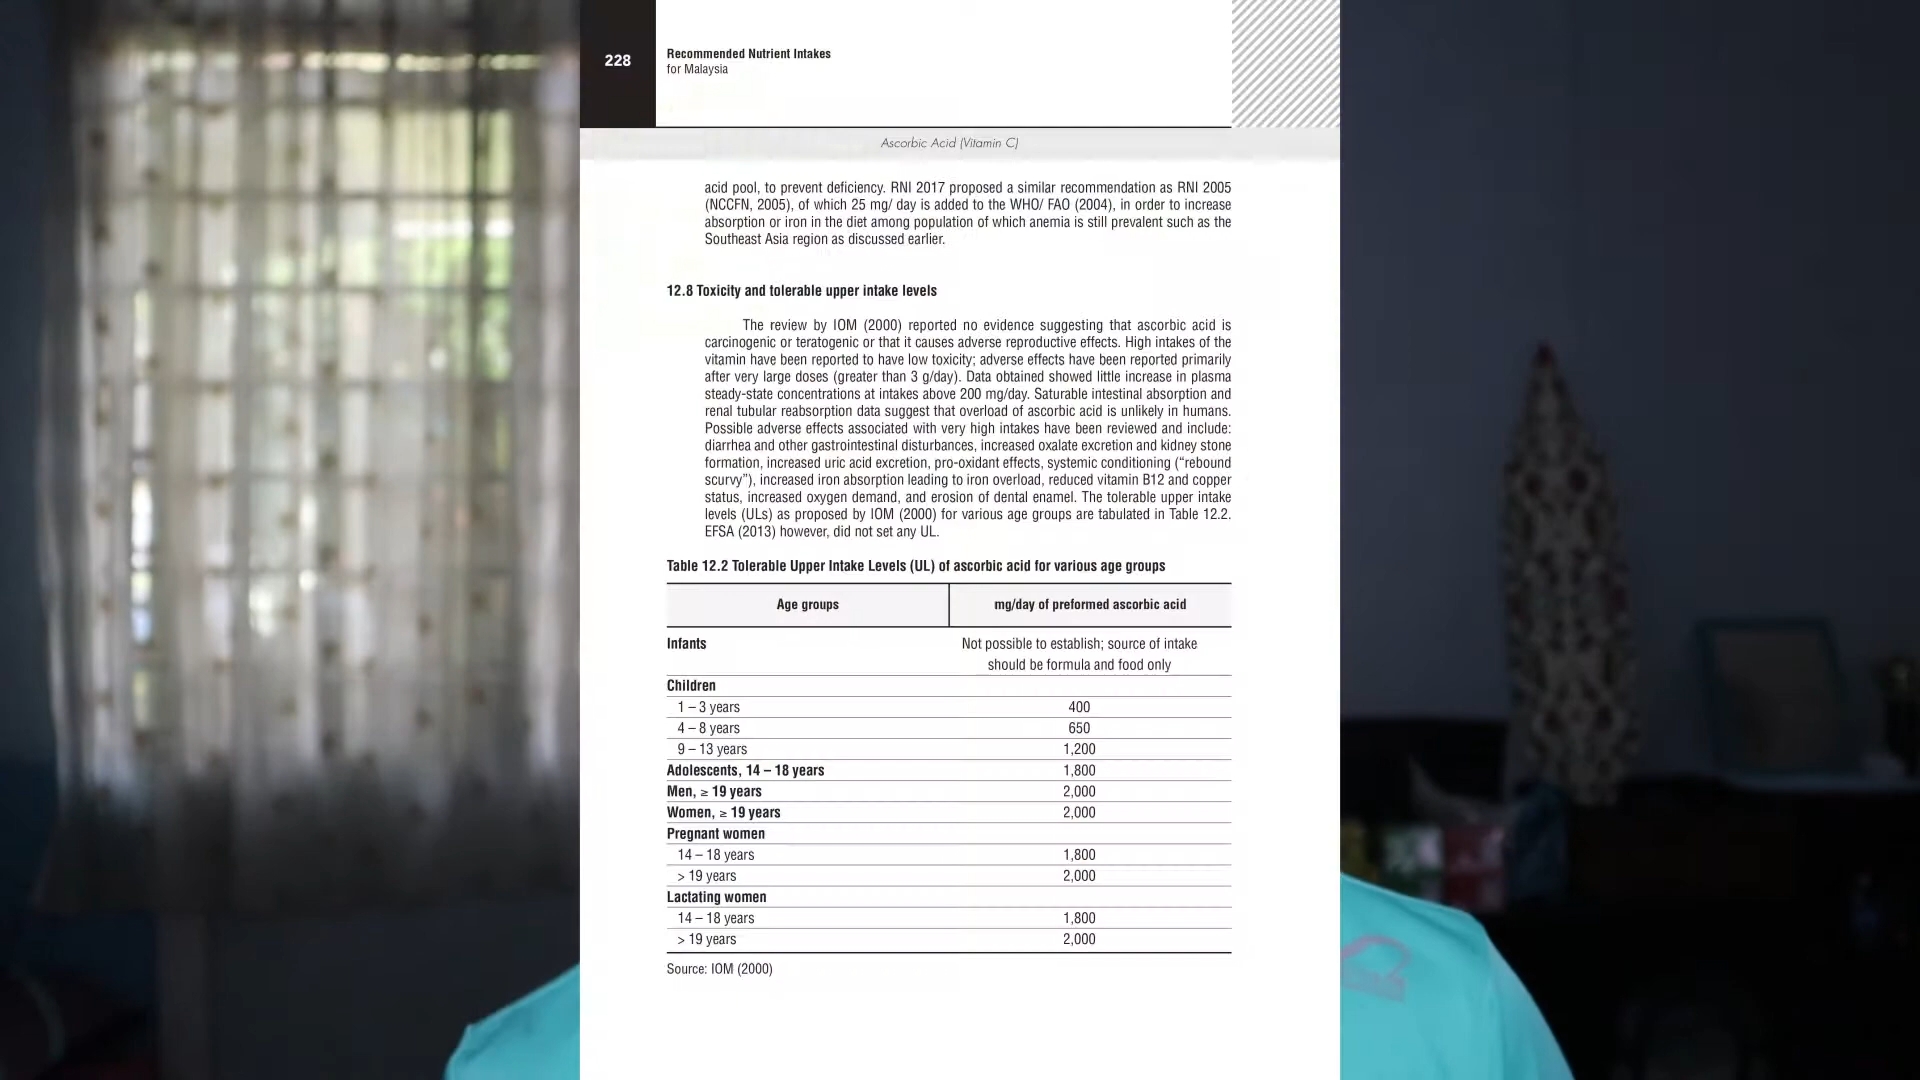 228
Recommended Nutrient Intakes
for Malaysia
Ascorbic Acid (Vitamin C)
acid pool, to prevent deficiency. RNI 2017 proposed a similar recommendation as RNI 2005
(NCCFN, 2005), of which 25 mg/ day is added to the WHO/ FAO (2004), in order to increase
absorption or iron in the diet among population of which anemia is still prevalent such as the
Southeast Asia region as discussed earlier.
12.8 Toxicity and tolerable upper intake levels
The review by IOM (2000) reported no evidence suggesting that ascorbic acid is
carcinogenic or teratogenic or that it causes adverse reproductive effects. High intakes of the
vitamin have been reported to have low toxicity; adverse effects have been reported primarily
after very large doses (greater than 3 g/day). Data obtained showed little increase in plasma
steady-state concentrations at intakes above 200 mg/day. Saturable intestinal absorption and
renal tubular reabsorption data suggest that overload of ascorbic acid is unlikely in humans.
Possible adverse effects associated with very high intakes have been reviewed and include:
diarrhea and other gastrointestinal disturbances, increased oxalate excretion and kidney stone
formation, increased uric acid excretion, pro-oxidant effects, systemic conditioning (“rebound
scurvy”), increased iron absorption leading to iron overload, reduced vitamin B12 and copper
status, increased oxygen demand, and erosion of dental enamel. The tolerable upper intake
levels (ULs) as proposed by IOM (2000) for various age groups are tabulated in Table 12.2.
EFSA (2013) however, did not set any UL.
Table 12.2 Tolerable Upper Intake Levels (UL) of ascorbic acid for various age groups
Age groups mg/day of preformed ascorbic acid
Infants Not possible to establish; source of intake
should be formula and food only
Children
1 – 3 years 400
4 – 8 years 650
9 – 13 years 1,200
Adolescents, 14 – 18 years 1,800
Men, ≥ 19 years 2,000
Women, ≥ 19 years 2,000
Pregnant women
14 – 18 years 1,800
> 19 years 2,000
Lactating women
14 – 18 years 1,800
> 19 years 2,000
Source: IOM (2000)